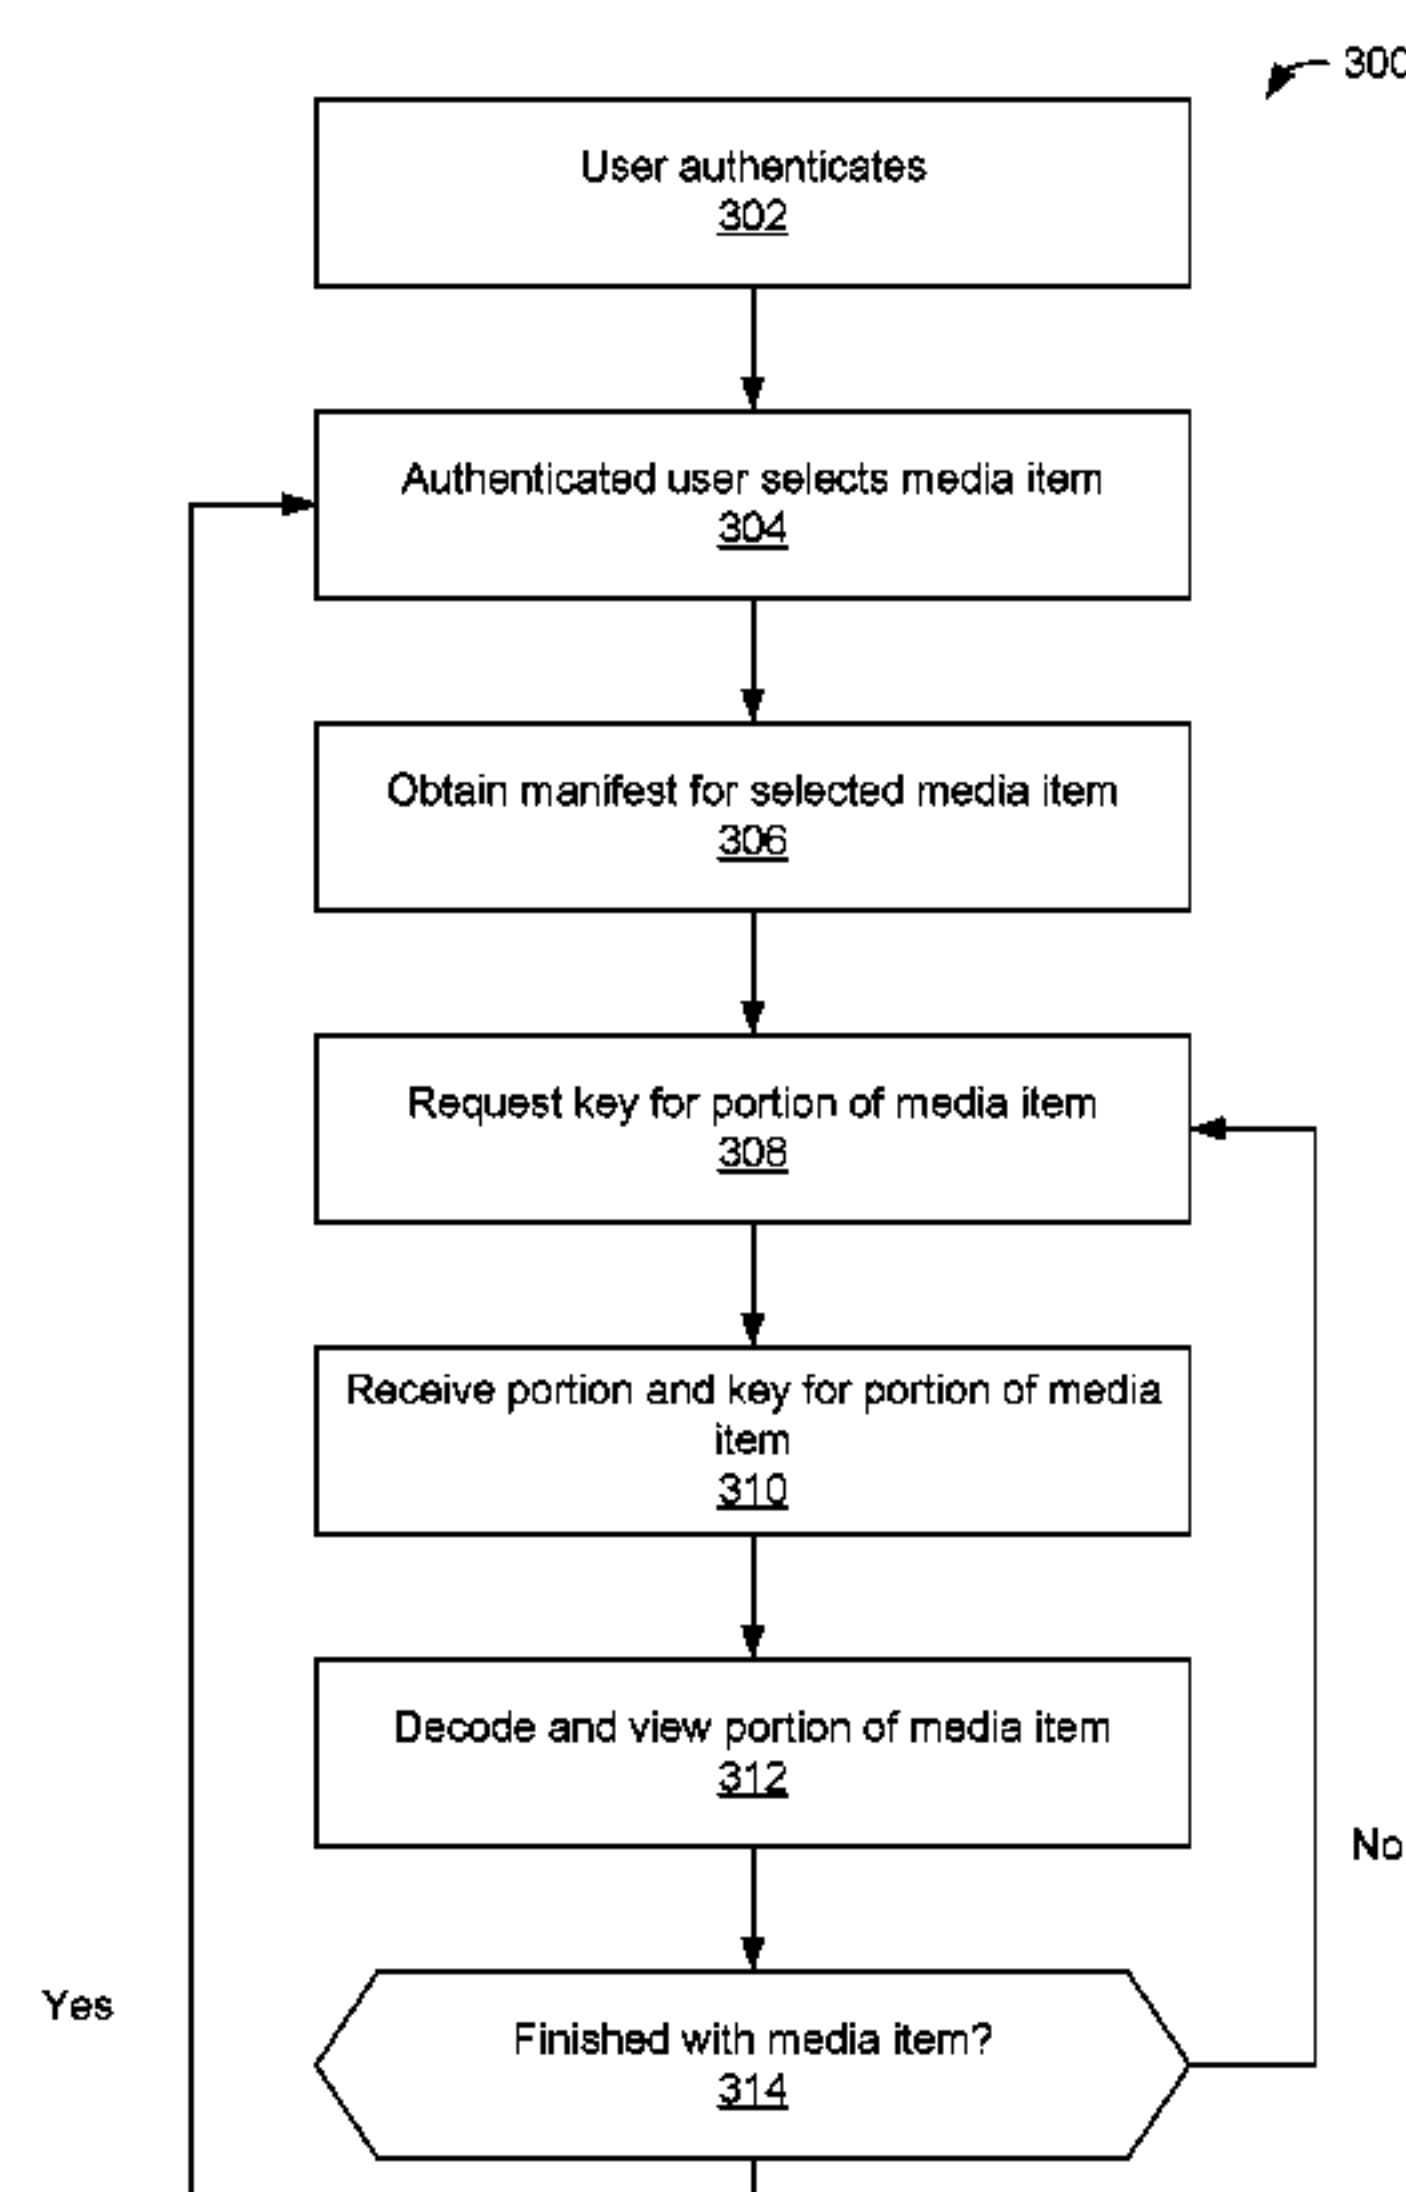 300
User authenticates
302
Authenticated user selects media item
304
Obtain manifest for selected media item
306
Request key for portion of media item
308
Receive portion and key for portion of media
item
310
Decode and view portion of media item
312
No
Yes
Finished with media item?
314